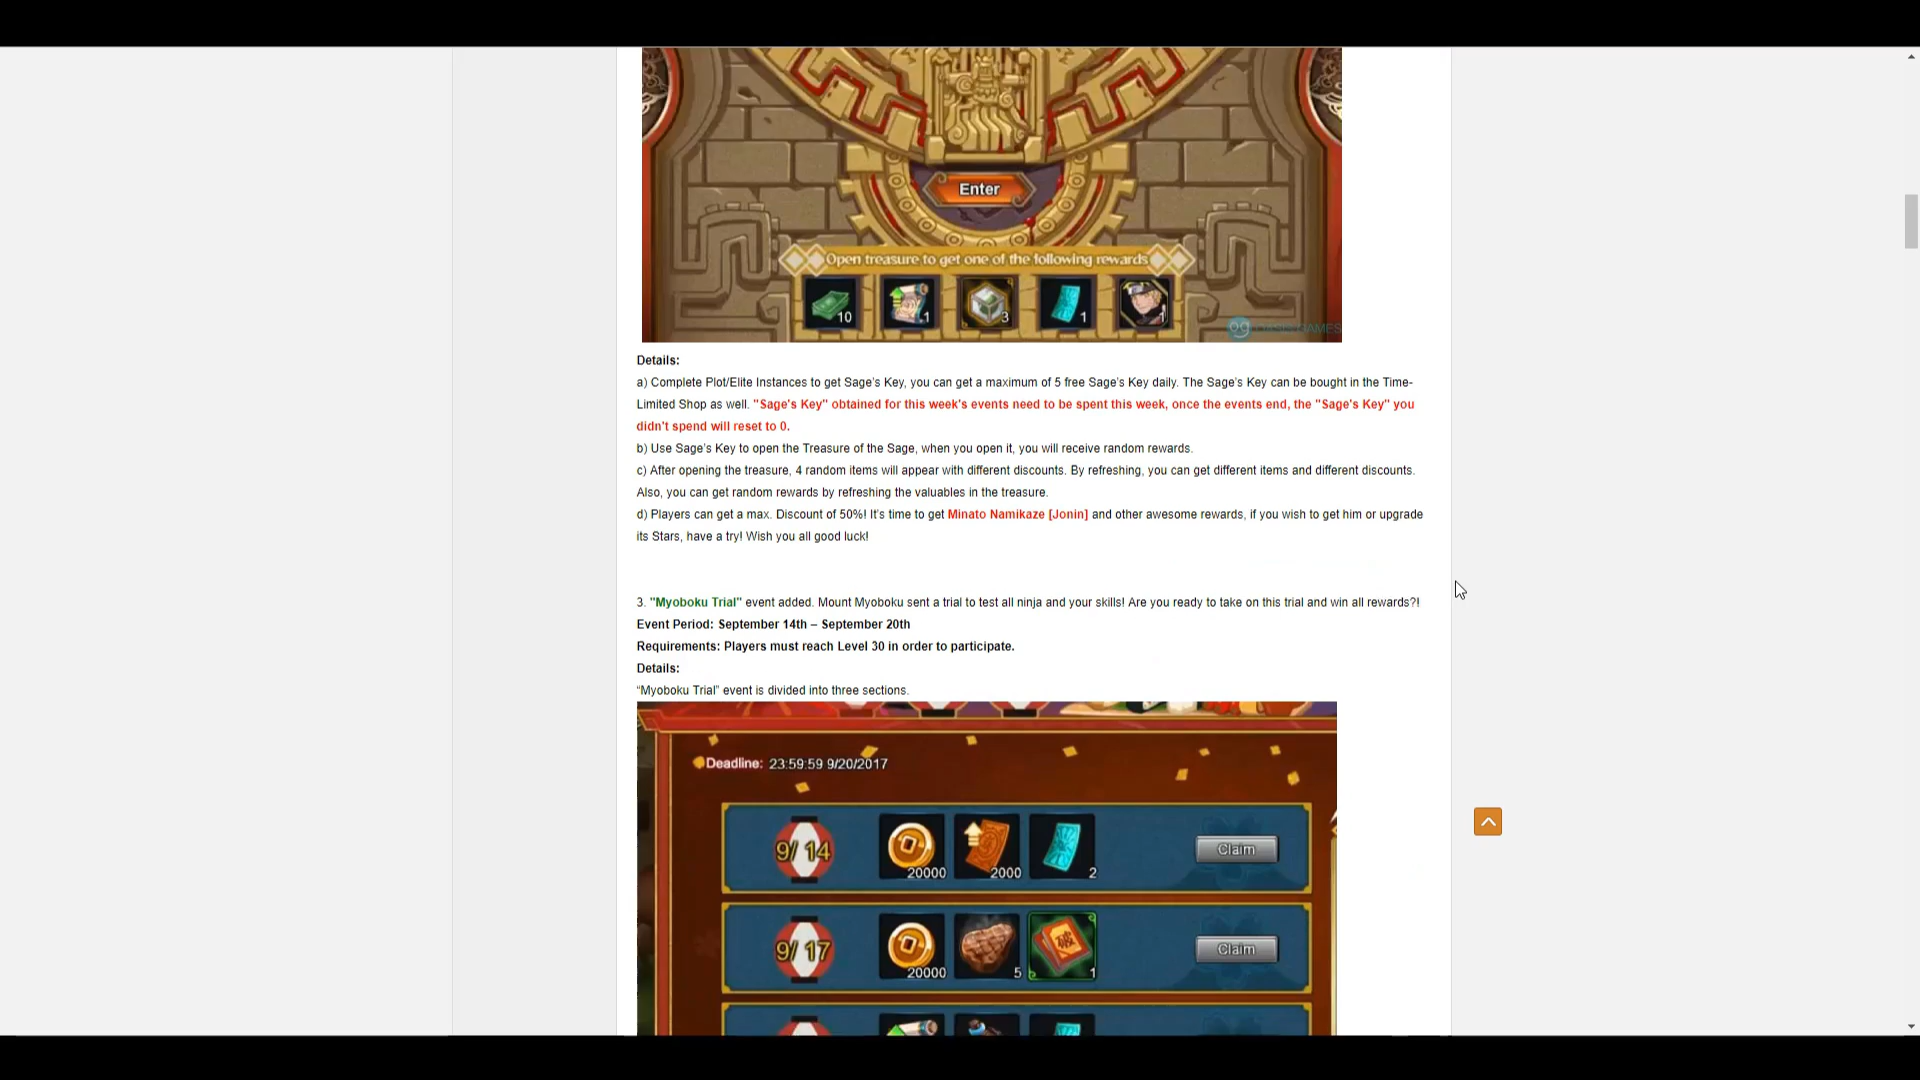 Enter
Open treasure to get one of the following rewards
10
1
3
1
1
Details:
a) Complete Plot/Elite Instances to get Sage's Key, you can get a maximum of 5 free Sage's Key daily. The Sage's Key can be bought in the Time-
Limited Shop as well. "Sage's Key" obtained for this week's events need to be spent this week, once the events end, the "Sage's Key" you
didn't spend will reset to 0.
b) Use Sage's Key to open the Treasure of the Sage, when you open it, you will receive random rewards.
c) After opening the treasure, 4 random items will appear with different discounts. By refreshing, you can get different items and different discounts.
Also, you can get random rewards by refreshing the valuables in the treasure.
d) Players can get a max. Discount of 50%! It's time to get Minato Namikaze [Jonin] and other awesome rewards, if you wish to get him or upgrade
its Stars, have a try! Wish you all good luck!
3. "Myoboku Trial" event added. Mount Myoboku sent a trial to test all ninja and your skills! Are you ready to take on this trial and win all rewards?!
Event Period: September 14th – September 20th
Requirements: Players must reach Level 30 in order to participate.
Details:
“Myoboku Trial” event is divided into three sections.
Deadline: 23:59:59 9/20/2017
9/ 14
20000
2000
2
Claim
9/ 17
20000
5
破
1
Claim